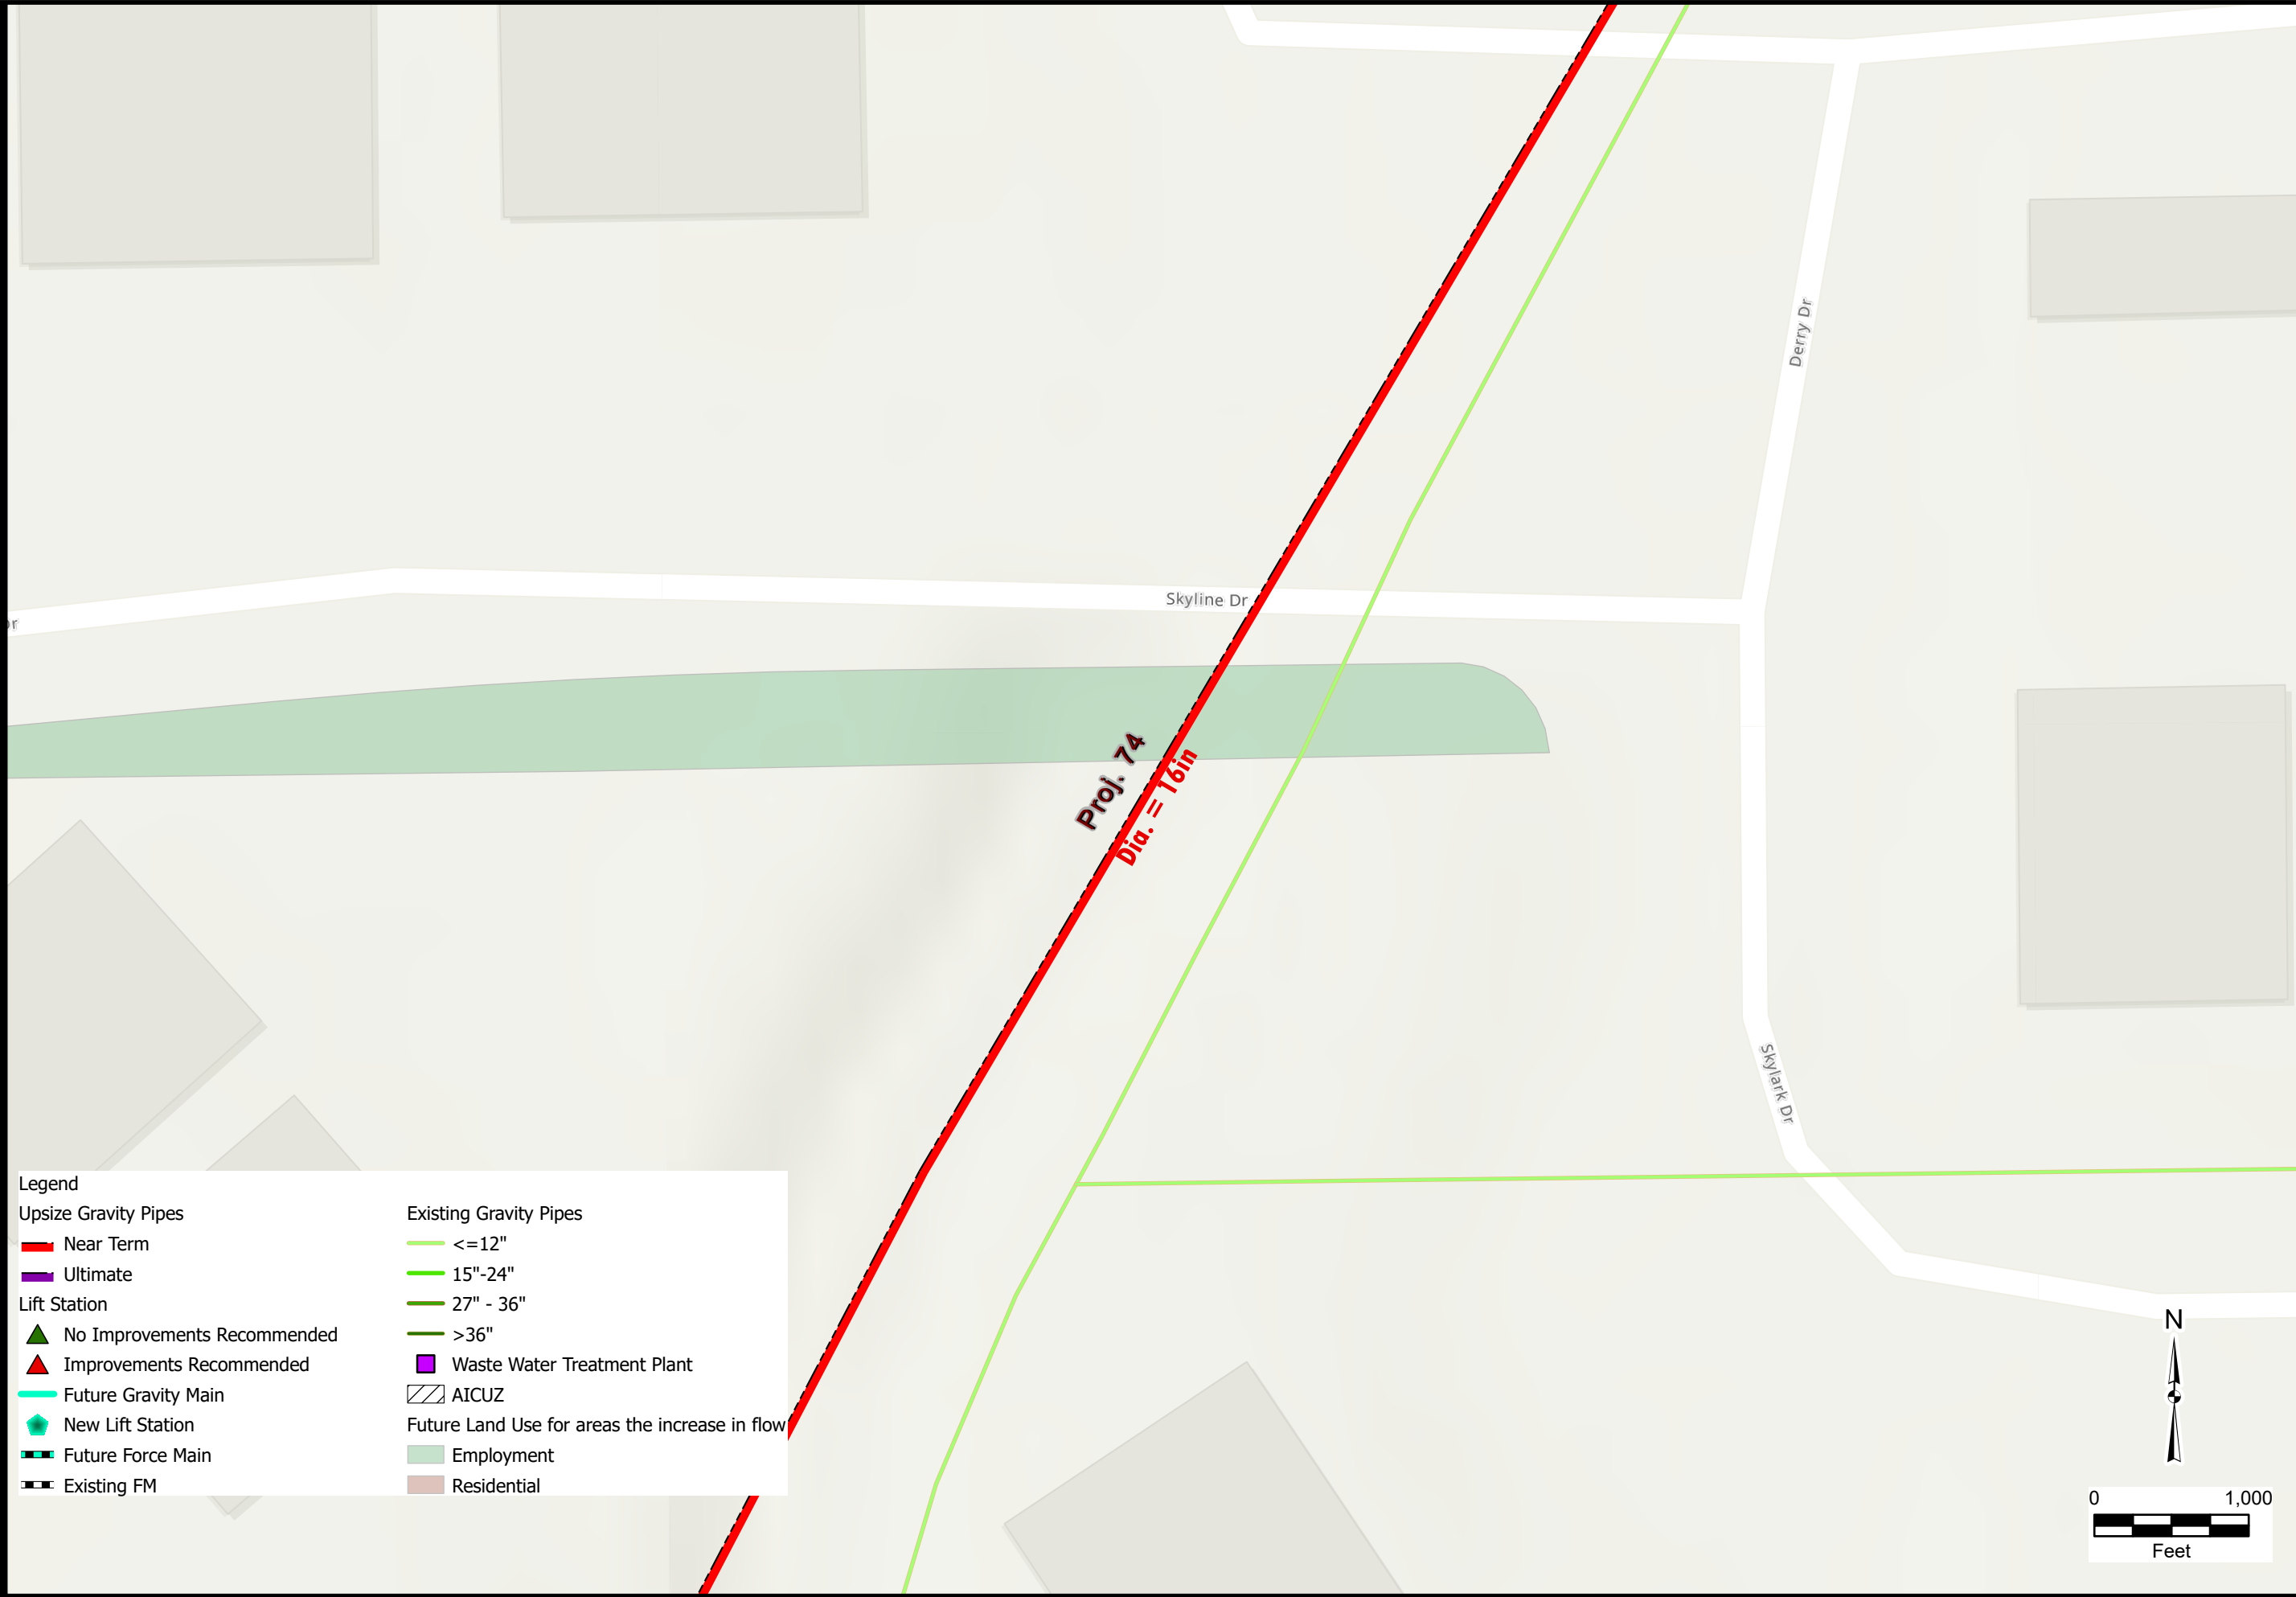 Derry Dr
Skyline Dr
Dr
Proj. 74
Dia. = 16in
Skylark Dr
Legend
Upsize Gravity Pipes
Near Term
Ultimate
Lift Station
No Improvements Recommended
Improvements Recommended
Future Gravity Main
New Lift Station
Future Force Main
Existing FM
Existing Gravity Pipes
<=12"
15"-24"
27" - 36"
>36"
Waste Water Treatment Plant
AICUZ
Future Land Use for areas the increase in flow
Employment
Residential
N
0 1,000
Feet